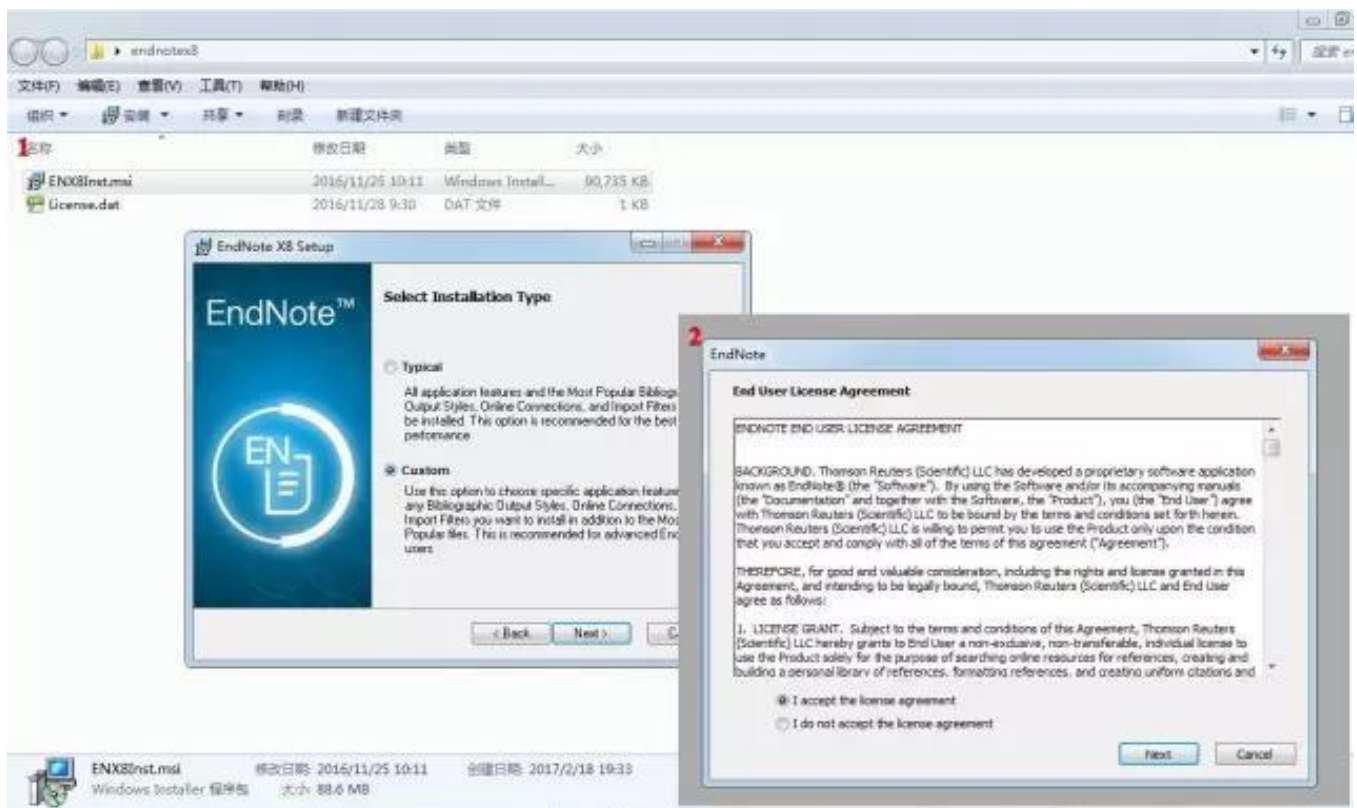 endnotex8
文件(F) 编辑(E) 查看(V) 工具(T) 帮助(H)
组织 安装 共享 刻录 新建文件夹
1
名称 修改日期 类型 大小
ENX8Inst.msi 2016/11/25 10:11 Windows Install... 90,735 KB
License.dat 2016/11/28 9:30 DAT 文件 1 KB
EndNote X8 Setup
EndNote™
EN
Select Installation Type
Typical
All application features and the Most Popular Bibliogr
Output Styles, Online Connections, and Import Filters
be installed. This option is recommended for the best
performance
Custom
Use this option to choose specific application feature
any Bibliographic Output Styles, Online Connections,
Import Filters you want to install in addition to the Mos
Popular files. This is recommended for advanced End
users
< Back Next > C
2
EndNote
End User License Agreement
ENDNOTE END USER LICENSE AGREEMENT
BACKGROUND. Thomson Reuters (Scientific) LLC has developed a proprietary software application
known as EndNote® (the "Software"). By using the Software and/or its accompanying manuals
(the "Documentation" and together with the Software, the "Product"), you (the "End User") agree
with Thomson Reuters (Scientific) LLC to be bound by the terms and conditions set forth herein.
Thomson Reuters (Scientific) LLC is willing to permit you to use the Product only upon the condition
that you accept and comply with all of the terms of this agreement ("Agreement").
THEREFORE, for good and valuable consideration, including the rights and license granted in this
Agreement, and intending to be legally bound, Thomson Reuters (Scientific) LLC and End User
agree as follows:
1. LICENSE GRANT. Subject to the terms and conditions of this Agreement, Thomson Reuters
(Scientific) LLC hereby grants to End User a non-exclusive, non-transferable, individual license to
use the Product solely for the purpose of searching online resources for references, creating and
building a personal library of references, formatting references, and creating uniform citations and
I accept the license agreement
I do not accept the license agreement
Next Cancel
ENX8Inst.msi 修改日期: 2016/11/25 10:11 创建日期: 2017/2/18 19:33
Windows Installer 程序包 大小: 88.6 MB